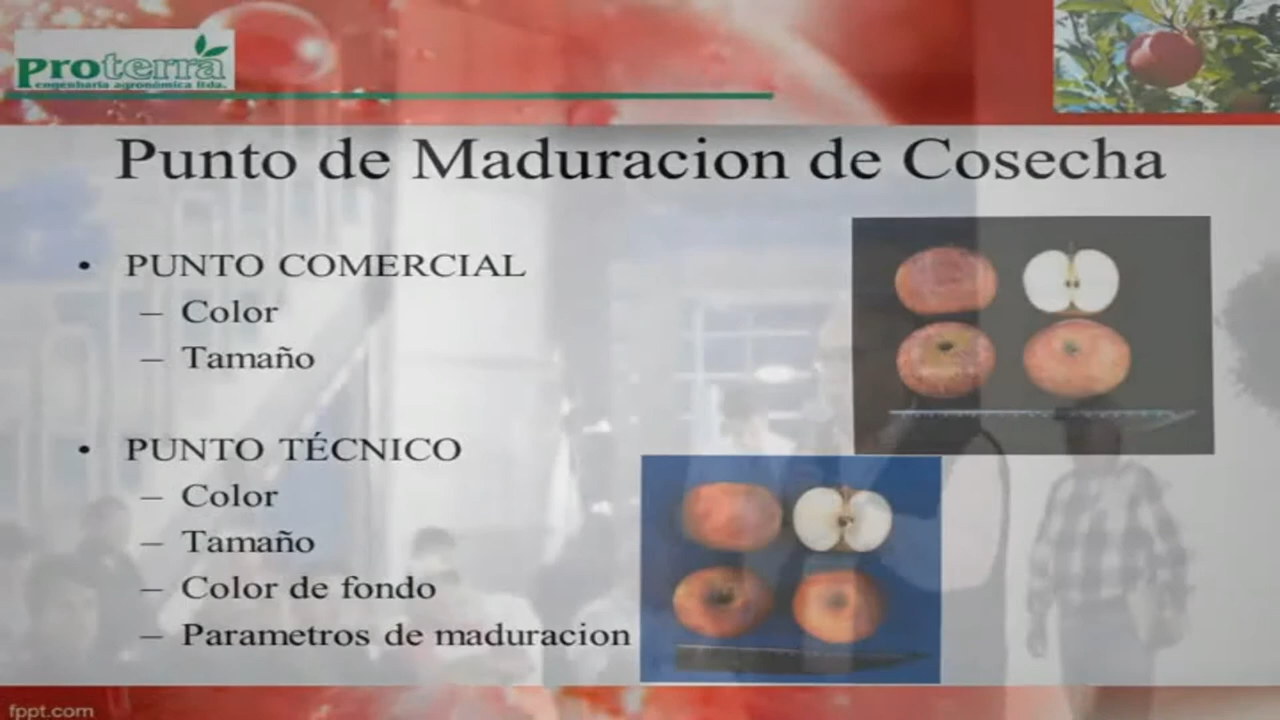 proterra
engenharia agronômica ltda.
Punto de Maduracion de Cosecha
• PUNTO COMERCIAL
– Color
– Tamaño
• PUNTO TÉCNICO
– Color
– Tamaño
– Color de fondo
– Parametros de maduracion
fppt.com